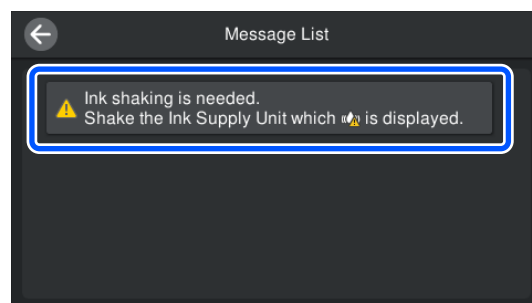 Message List
Ink shaking is needed.
Shake the Ink Supply Unit which is displayed.